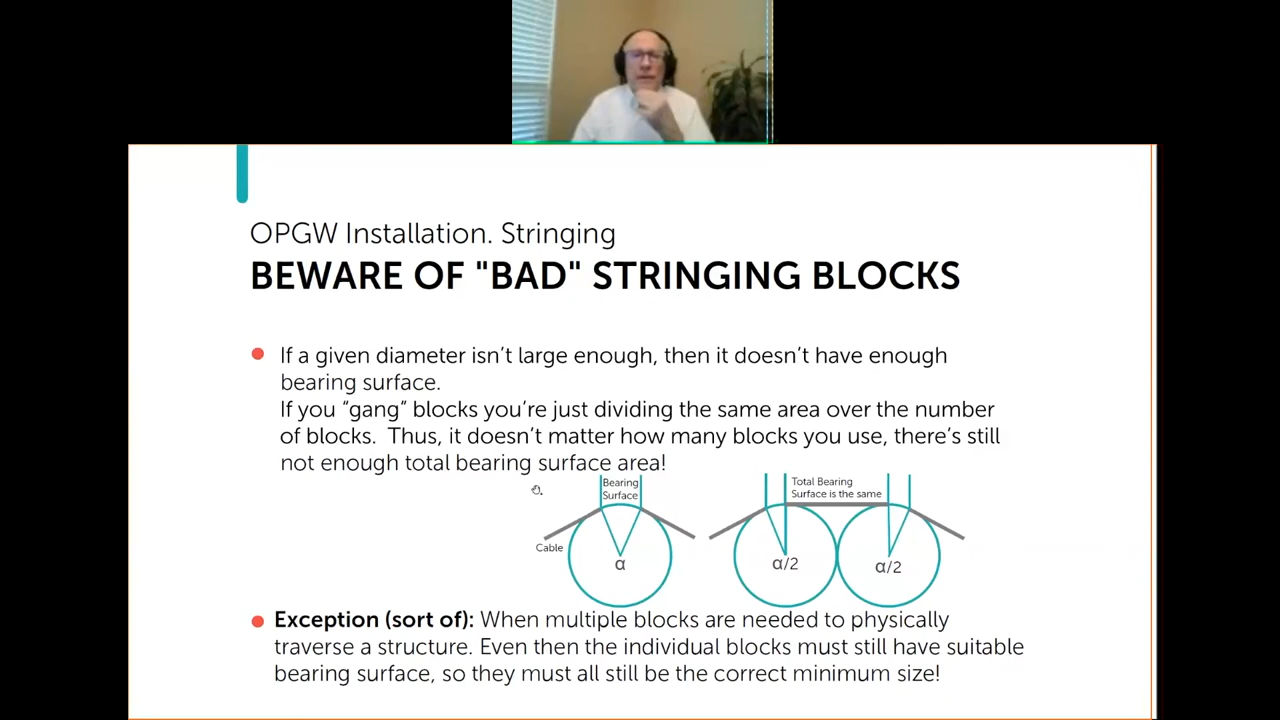 OPGW Installation. Stringing
BEWARE OF "BAD" STRINGING BLOCKS
If a given diameter isn't large enough, then it doesn't have enough
bearing surface.
If you "gang" blocks you're just dividing the same area over the number
of blocks. Thus, it doesn't matter how many blocks you use, there's still
not enough total bearing surface area!
Bearing
Surface
Cable
α
Total Bearing
Surface is the same
α/2
α/2
Exception (sort of): When multiple blocks are needed to physically
traverse a structure. Even then the individual blocks must still have suitable
bearing surface, so they must all still be the correct minimum size!